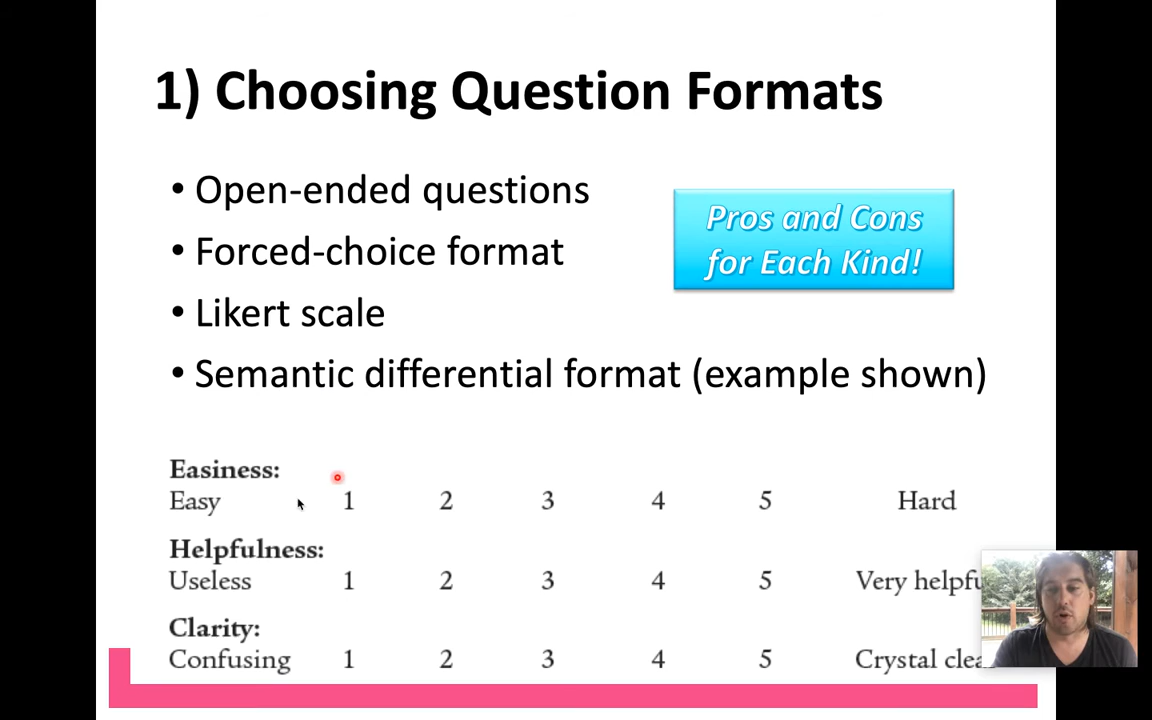 1) Choosing Question Formats
• Open-ended questions
• Forced-choice format
• Likert scale
• Semantic differential format (example shown)
Pros and Cons
for Each Kind!
Easiness:
Easy 1 2 3 4 5 Hard
Helpfulness:
Useless 1 2 3 4 5 Very
Clarity:
Confusing 1 2 3 4 5 Crystal